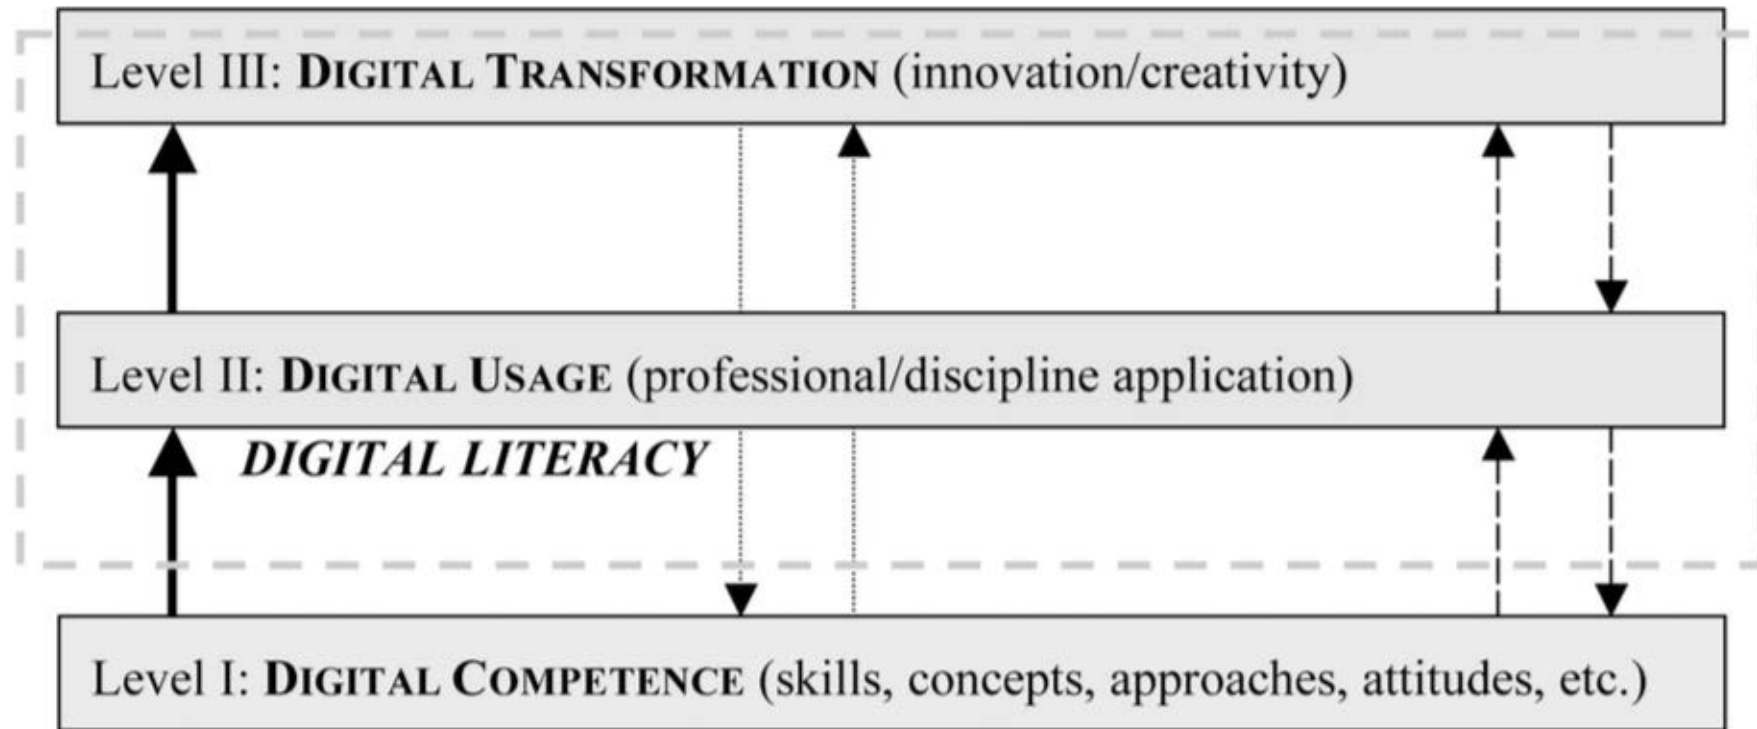 Level III: DIGITAL TRANSFORMATION (innovation/creativity)
Level II: DIGITAL USAGE (professional/discipline application)
DIGITAL LITERACY
Level I: DIGITAL COMPETENCE (skills, concepts, approaches, attitudes, etc.)